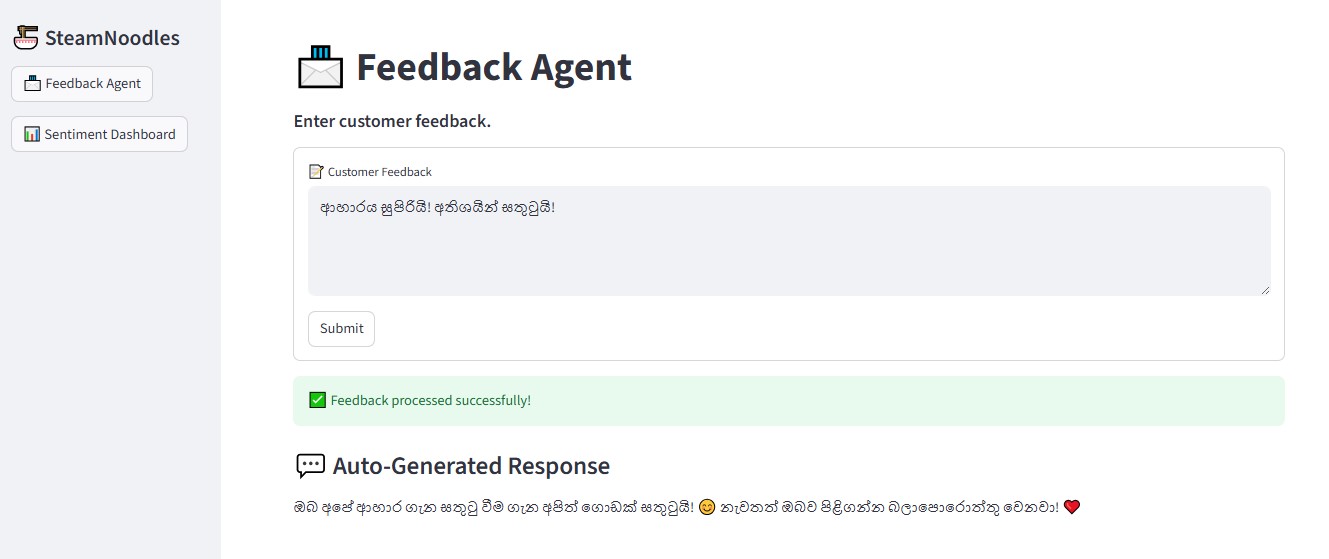 🍜 SteamNoodles
📩 Feedback Agent
📊 Sentiment Dashboard
📩 Feedback Agent
Enter customer feedback.
📝 Customer Feedback
ආහාරය සුපිරියි! අතිශයින් සතුටුයි!
Submit
✅ Feedback processed successfully!
💬 Auto-Generated Response
ඔබ අපේ ආහාර ගැන සතුටු වීම ගැන අපිත් ගොඩක් සතුටුයි! 😊 නැවතත් ඔබව පිළිගන්න බලාපොරොත්තු වෙනවා! ❤️